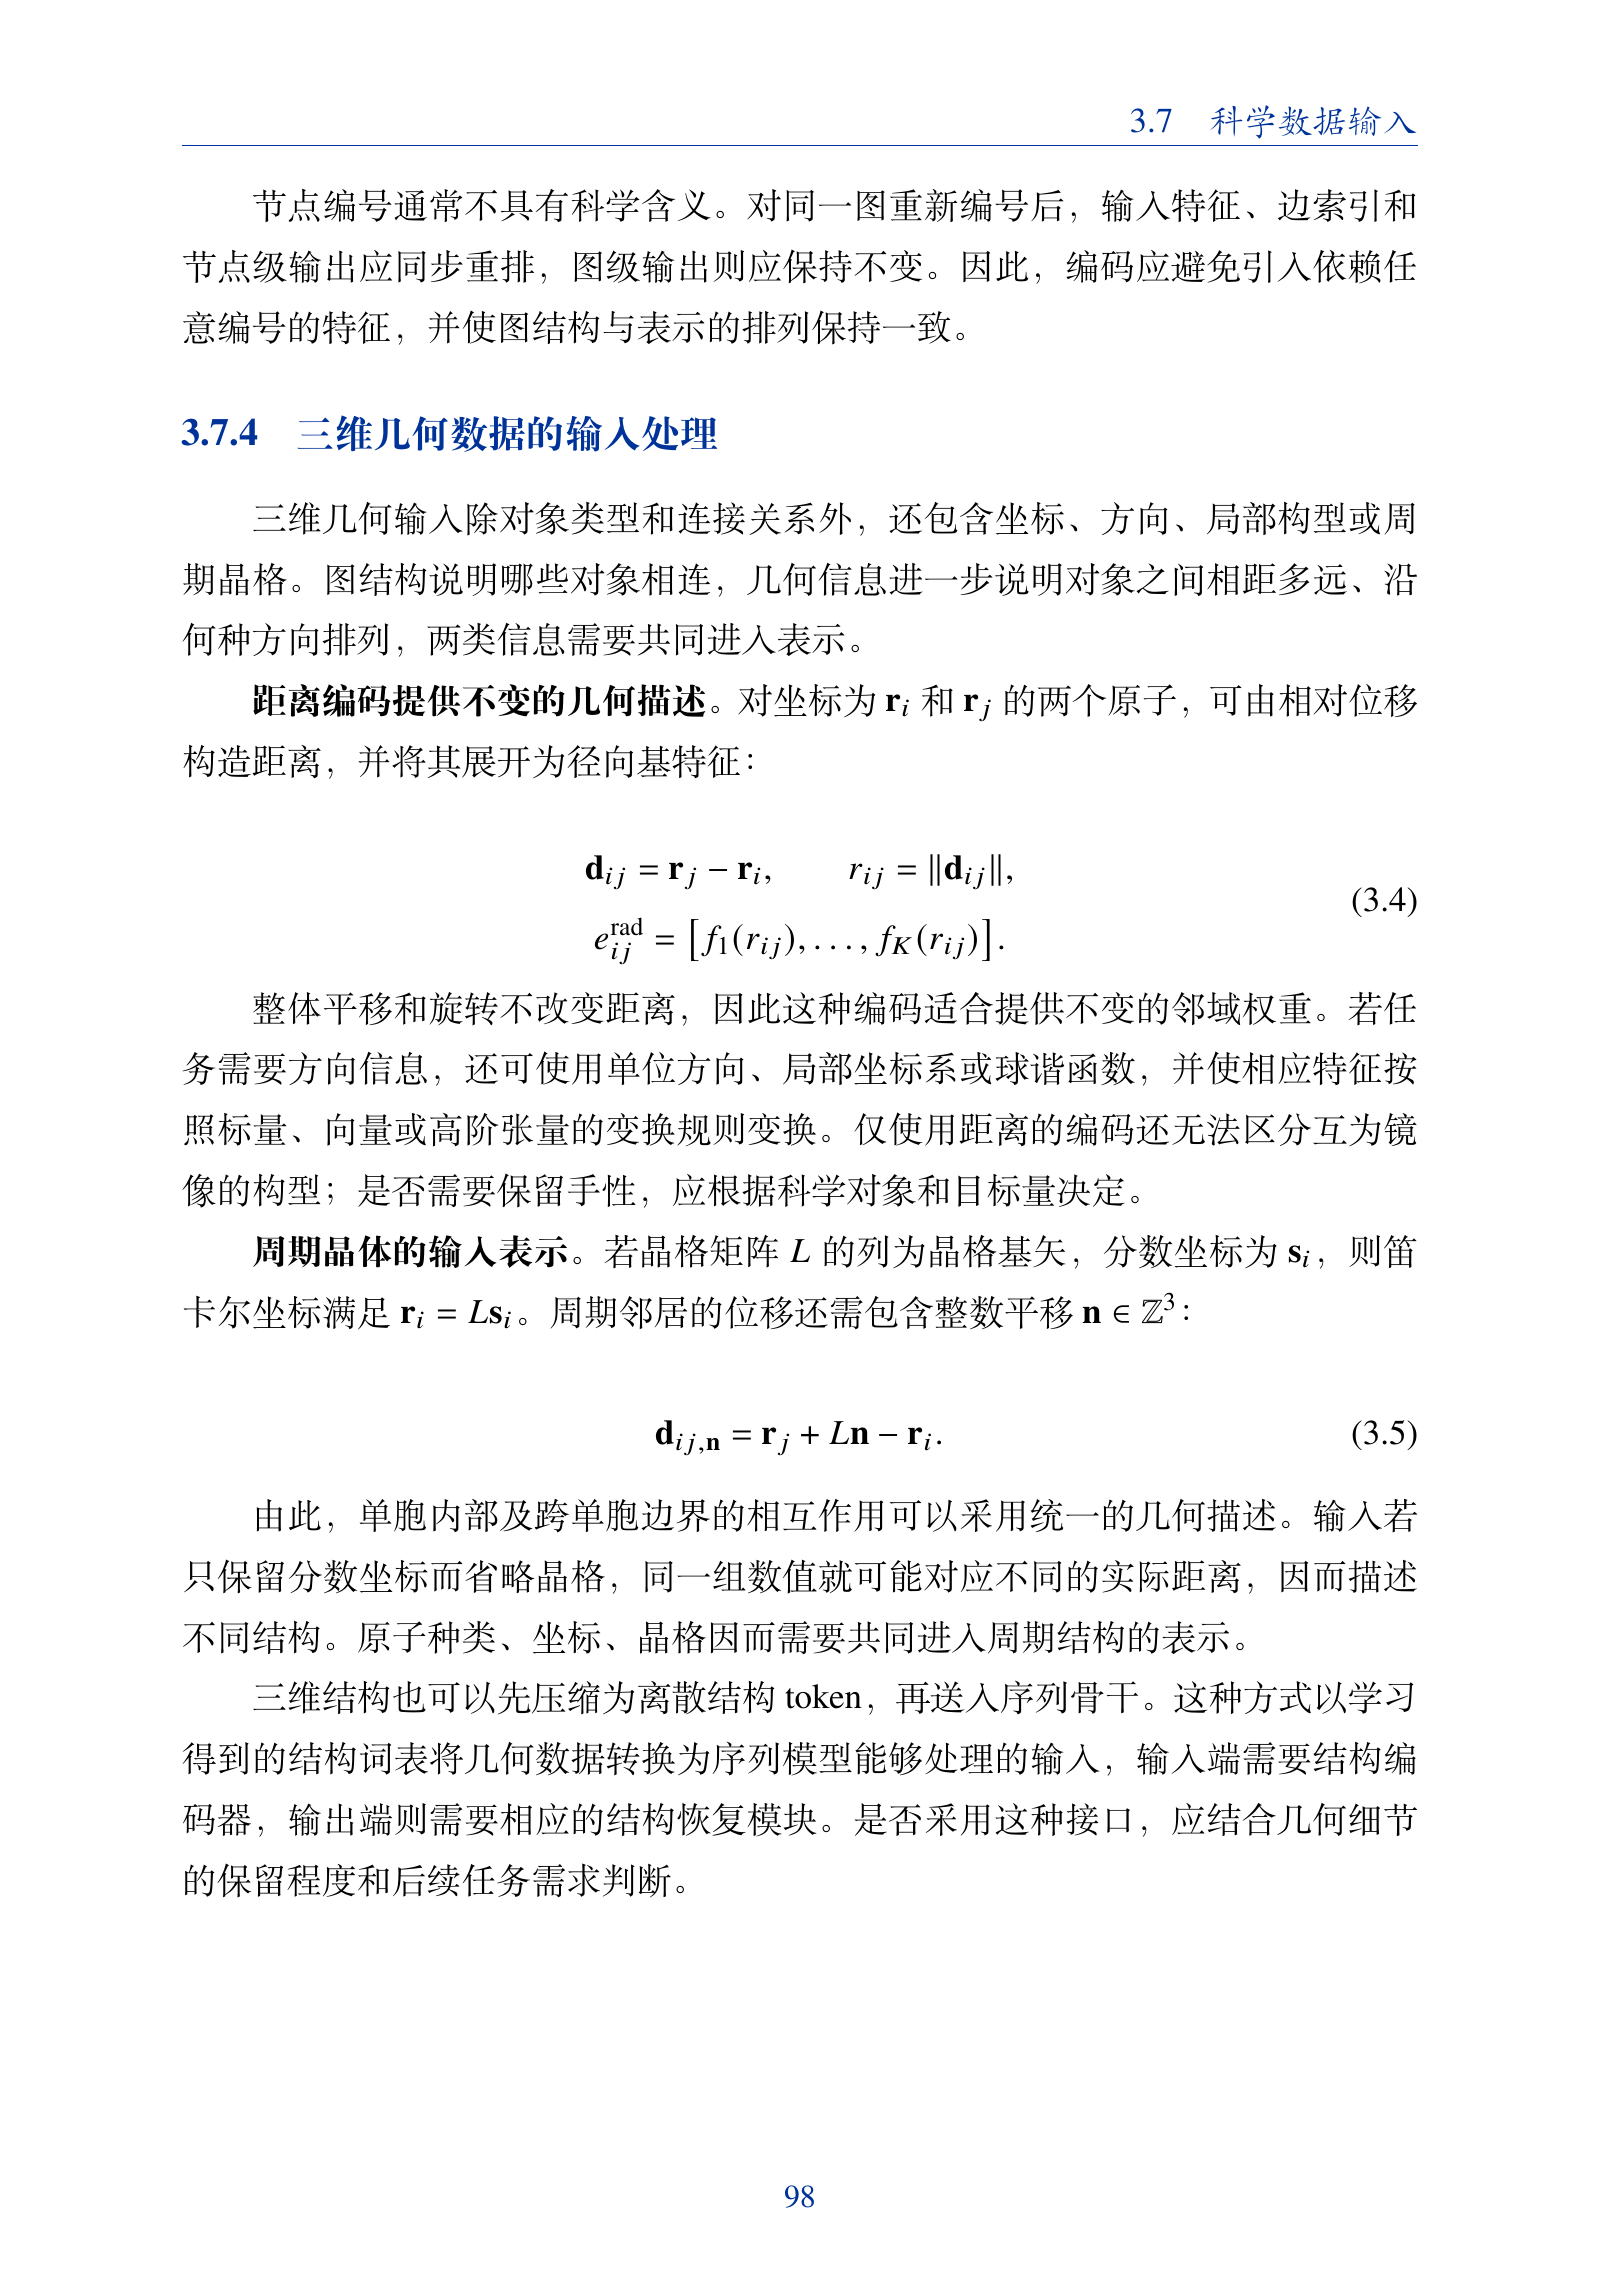 3.7 科学数据输入
节点编号通常不具有科学含义。对同一图重新编号后，输入特征、边索引和
节点级输出应同步重排，图级输出则应保持不变。因此，编码应避免引入依赖任
意编号的特征，并使图结构与表示的排列保持一致。
3.7.4 三维几何数据的输入处理
三维几何输入除对象类型和连接关系外，还包含坐标、方向、局部构型或周
期晶格。图结构说明哪些对象相连，几何信息进一步说明对象之间相距多远、沿
何种方向排列，两类信息需要共同进入表示。
距离编码提供不变的几何描述。对坐标为 r_i 和 r_j 的两个原子，可由相对位移
构造距离，并将其展开为径向基特征：
d_{ij} = r_j − r_i, r_{ij} = ‖d_{ij}‖,
e_{ij}^{rad} = [f_1(r_{ij}), . . . , f_K(r_{ij})].
(3.4)
整体平移和旋转不改变距离，因此这种编码适合提供不变的邻域权重。若任
务需要方向信息，还可使用单位方向、局部坐标系或球谐函数，并使相应特征按
照标量、向量或高阶张量的变换规则变换。仅使用距离的编码还无法区分互为镜
像的构型；是否需要保留手性，应根据科学对象和目标量决定。
周期晶体的输入表示。若晶格矩阵 L 的列为晶格基矢，分数坐标为 s_i，则笛
卡尔坐标满足 r_i = Ls_i。周期邻居的位移还需包含整数平移 n ∈ ℤ³：
d_{ij,n} = r_j + Ln − r_i. (3.5)
由此，单胞内部及跨单胞边界的相互作用可以采用统一的几何描述。输入若
只保留分数坐标而省略晶格，同一组数值就可能对应不同的实际距离，因而描述
不同结构。原子种类、坐标、晶格因而需要共同进入周期结构的表示。
三维结构也可以先压缩为离散结构 token，再送入序列骨干。这种方式以学习
得到的结构词表将几何数据转换为序列模型能够处理的输入，输入端需要结构编
码器，输出端则需要相应的结构恢复模块。是否采用这种接口，应结合几何细节
的保留程度和后续任务需求判断。
98